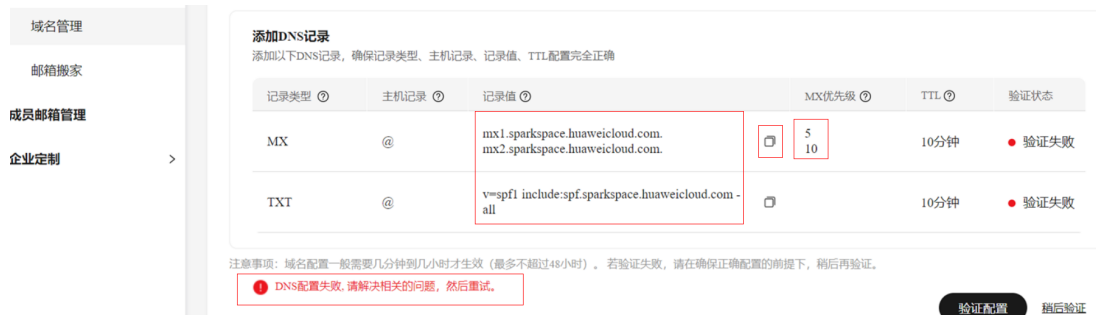 域名管理
邮箱搬家
成员邮箱管理
企业定制
添加DNS记录
添加以下DNS记录，确保记录类型、主机记录、记录值、TTL配置完全正确
记录类型 主机记录 记录值 MX优先级 TTL 验证状态
MX @ mx1.sparkspace.huaweicloud.com. 5 10分钟 验证失败
mx2.sparkspace.huaweicloud.com. 10
TXT @ v=spf1 include:spf.sparkspace.huaweicloud.com - 10分钟 验证失败
all
注意事项：域名配置一般需要几分钟到几小时才生效（最多不超过48小时）。若验证失败，请在确保正确配置的前提下，稍后再验证。
DNS配置失败, 请解决相关的问题，然后重试。
验证配置 稍后验证